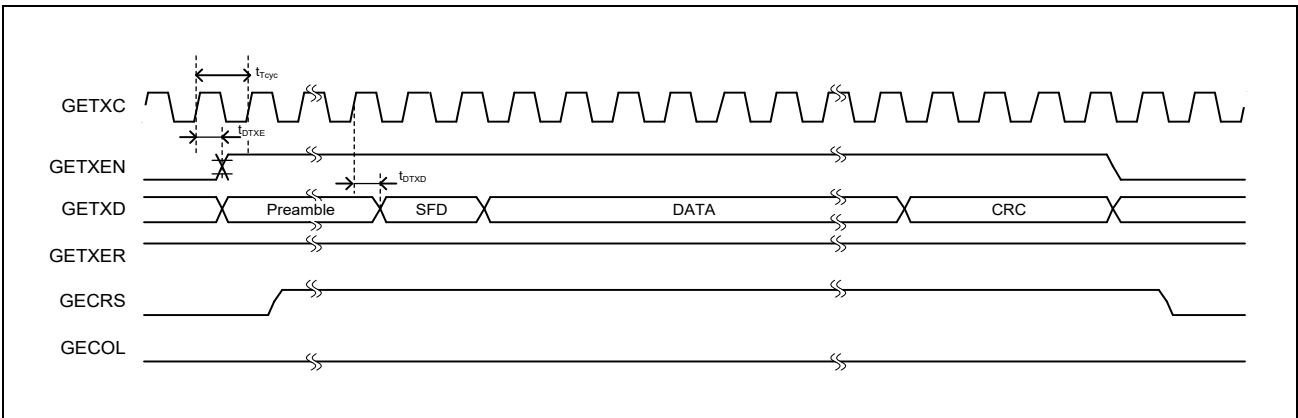 tTcyc
GETXC
tDTXE
GETXEN
tDTXD
GETXD Preamble SFD DATA CRC
GETXER
GECRS
GECOL